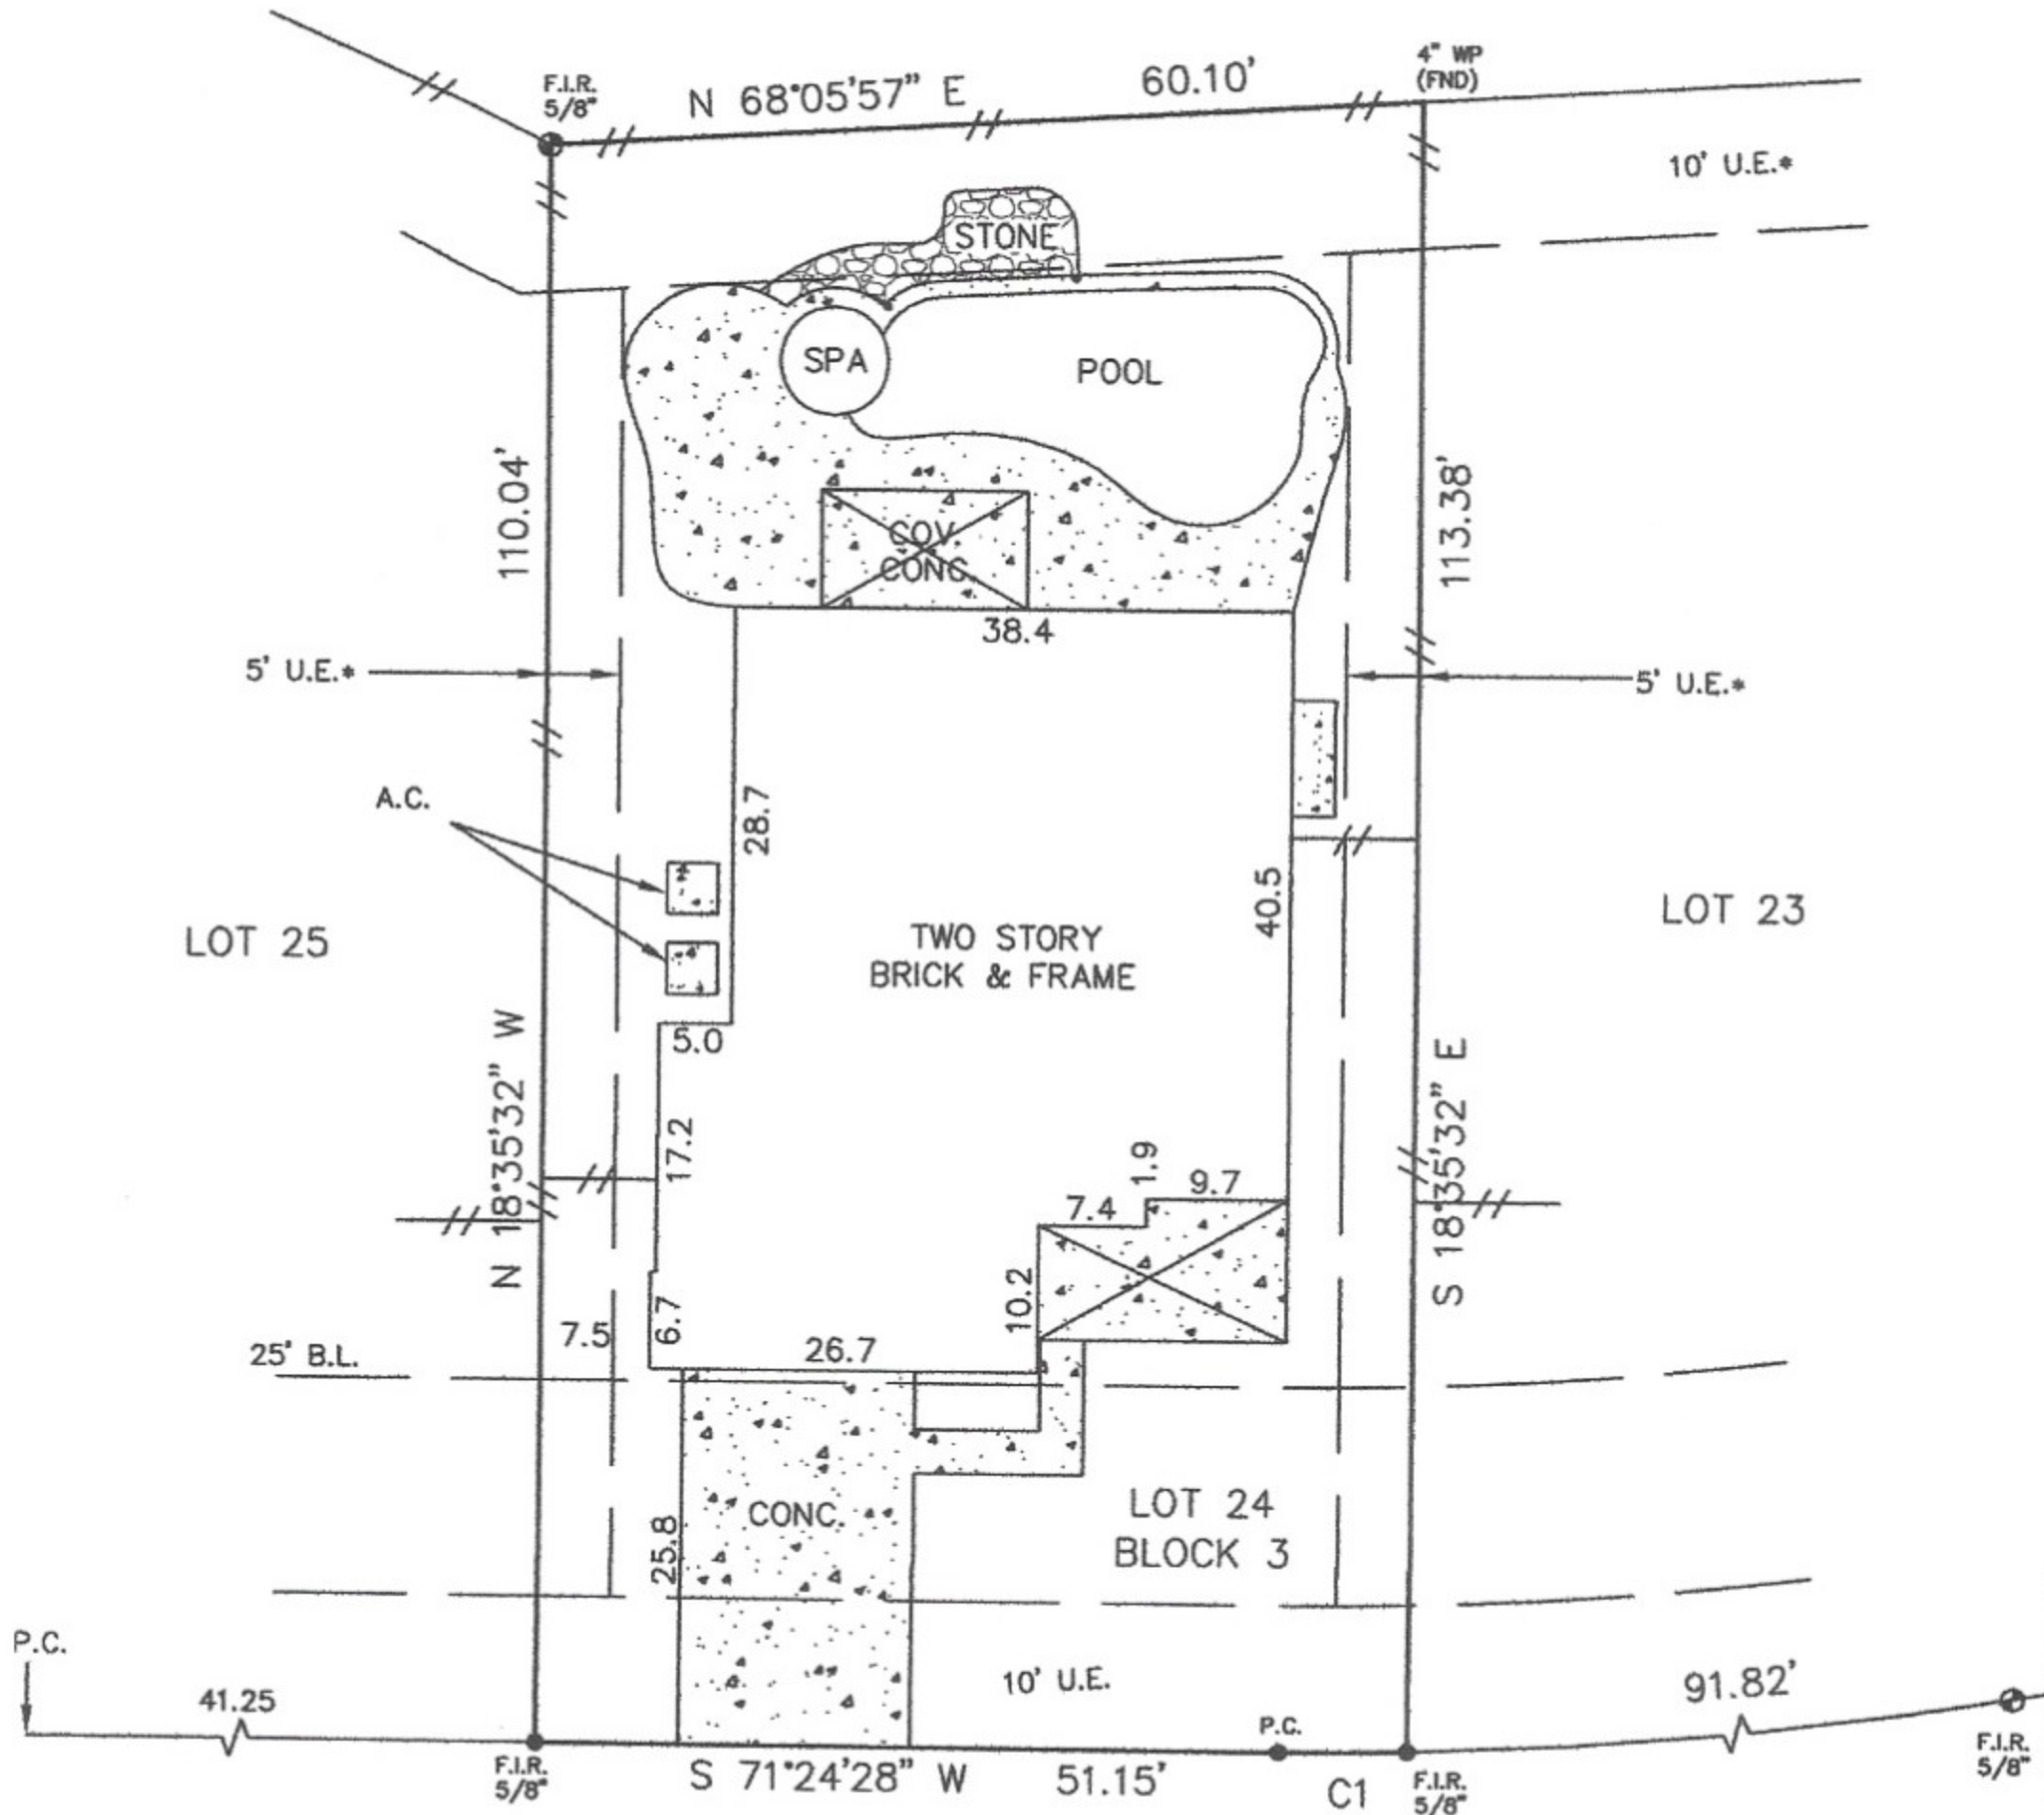 F.I.R.
5/8"
N 68°05'57" E
60.10'
4" WP
(FND)
10' U.E.*
STONE
SPA
POOL
110.04'
113.38'
COV.
CONC.
38.4
5' U.E.*
5' U.E.*
A.C.
28.7
40.5
LOT 25
TWO STORY
BRICK & FRAME
LOT 23
5.0
N 18°35'32" W
S 18°35'32" E
17.2
1.9
9.7
7.4
10.2
6.7
7.5
26.7
25' B.L.
CONC.
25.8
LOT 24
BLOCK 3
P.C.
41.25
10' U.E.
P.C.
91.82'
F.I.R.
5/8"
S 71°24'28" W
51.15'
C1
F.I.R.
5/8"
F.I.R.
5/8"